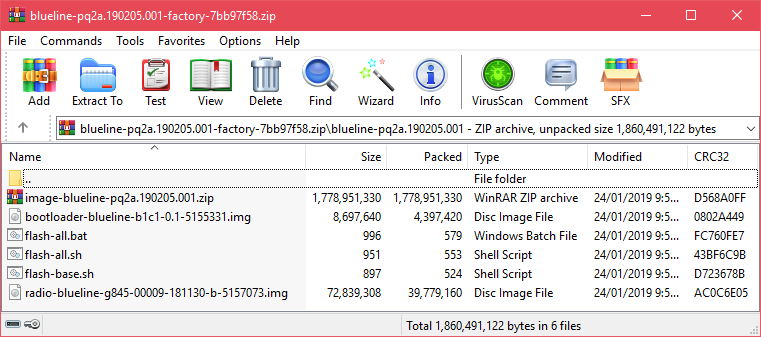 blueline-pq2a.190205.001-factory-7bb97f58.zip
File Commands Tools Favorites Options Help
Add Extract To Test View Delete Find Wizard Info VirusScan Comment SFX
blueline-pq2a.190205.001-factory-7bb97f58.zip\blueline-pq2a.190205.001 - ZIP archive, unpacked size 1,860,491,122 bytes
Name Size Packed Type Modified CRC32
.. File folder
image-blueline-pq2a.190205.001.zip 1,778,951,330 1,778,951,330 WinRAR ZIP archive 24/01/2019 9:5... D568A0FF
bootloader-blueline-b1c1-0.1-5155331.img 8,697,640 4,397,420 Disc Image File 24/01/2019 9:5... 0802A449
flash-all.bat 996 579 Windows Batch File 24/01/2019 9:5... FC760FE7
flash-all.sh 951 553 Shell Script 24/01/2019 9:5... 43BF6C9B
flash-base.sh 897 524 Shell Script 24/01/2019 9:5... D723678B
radio-blueline-g845-00009-181130-b-5157073.img 72,839,308 39,779,160 Disc Image File 24/01/2019 9:5... AC0C6E05
Total 1,860,491,122 bytes in 6 files